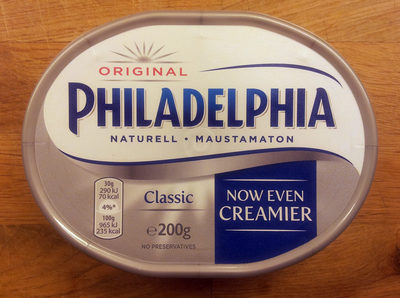 ORIGINAL
PHILADELPHIA
NATURELL • MAUSTAMATON
30g
290 kJ
70 kcal
4%*
100g
965 kJ
235 kcal
Classic
℮200g
NO PRESERVATIVES
NOW EVEN
CREAMIER